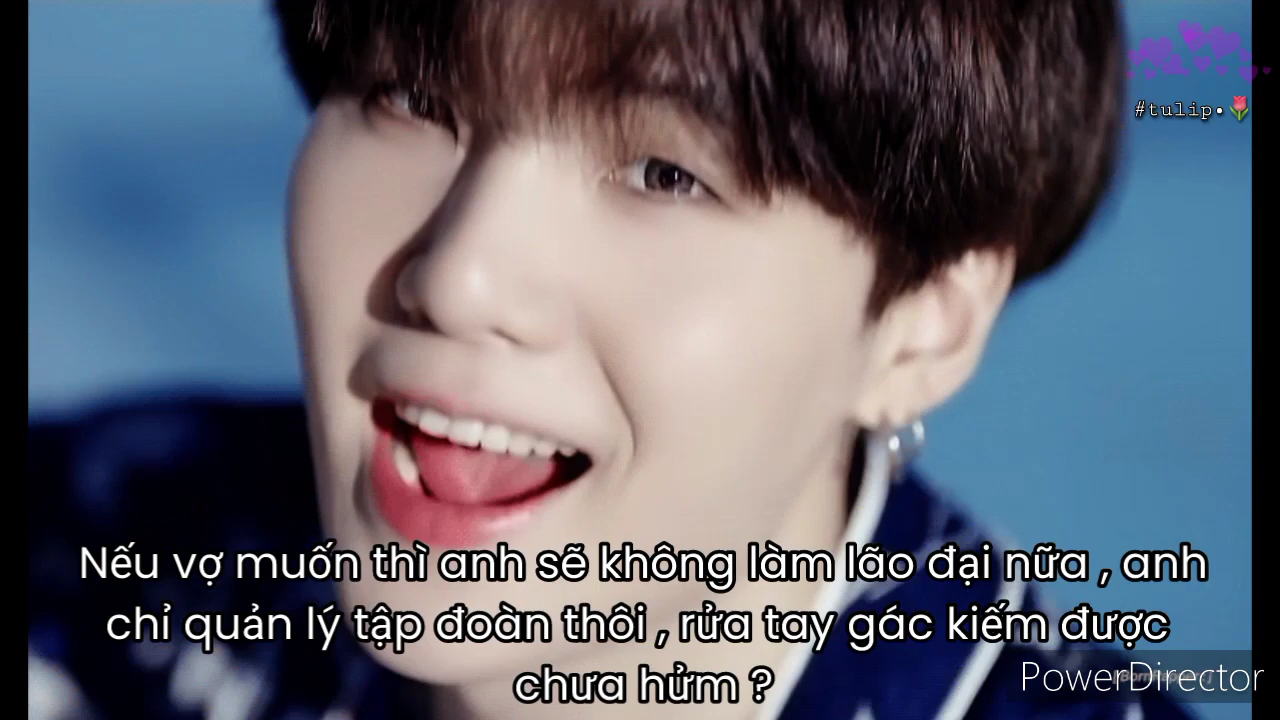 #tulip•🌷
Nếu vợ muốn thì anh sẽ không làm lão đại nữa , anh
chỉ quản lý tập đoàn thôi , rửa tay gác kiếm được
chưa hửm ?
PowerDirector